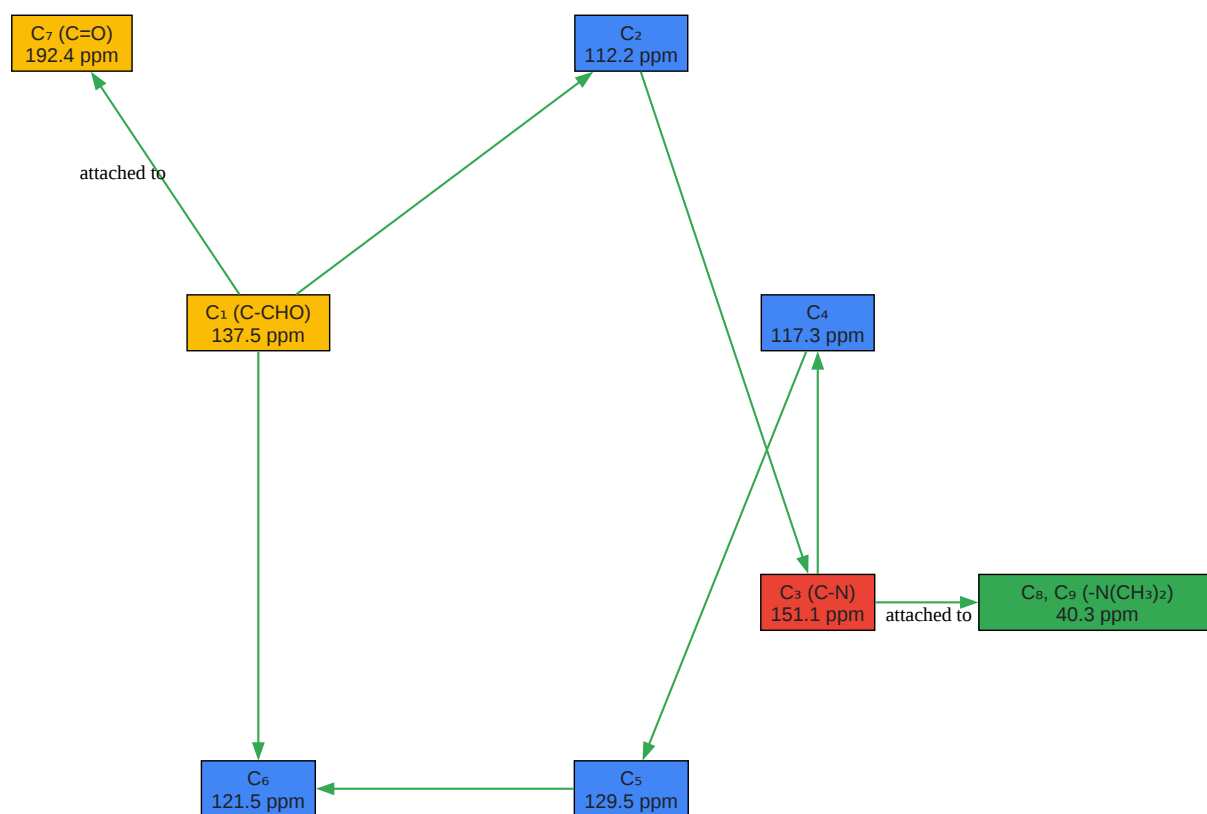 C₇ (C=O)
192.4 ppm
C₂
112.2 ppm
attached to
C₁ (C-CHO)
137.5 ppm
C₄
117.3 ppm
C₃ (C-N)
151.1 ppm
attached to
C₈, C₉ (-N(CH₃)₂)
40.3 ppm
C₆
121.5 ppm
C₅
129.5 ppm